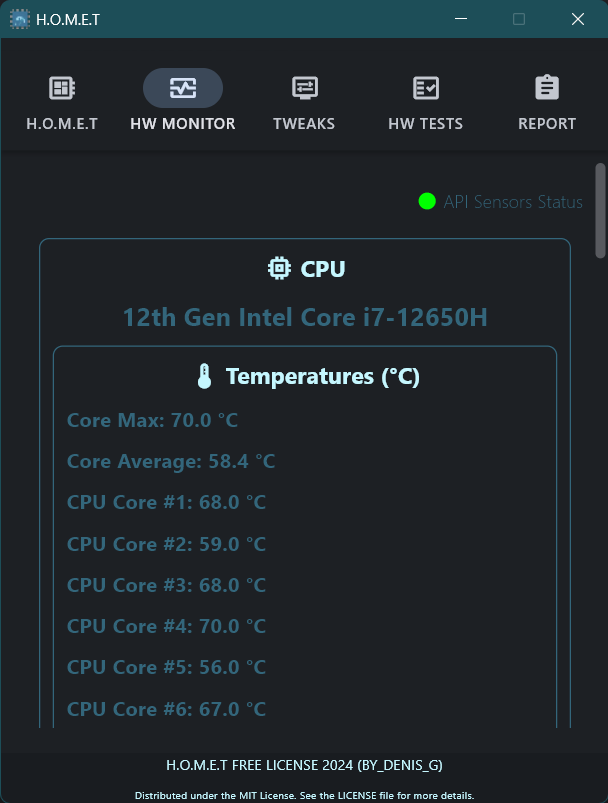 H.O.M.E.T
H.O.M.E.T
HW MONITOR
TWEAKS
HW TESTS
REPORT
API Sensors Status
CPU
12th Gen Intel Core i7-12650H
Temperatures (°C)
Core Max: 70.0 °C
Core Average: 58.4 °C
CPU Core #1: 68.0 °C
CPU Core #2: 59.0 °C
CPU Core #3: 68.0 °C
CPU Core #4: 70.0 °C
CPU Core #5: 56.0 °C
CPU Core #6: 67.0 °C
H.O.M.E.T FREE LICENSE 2024 (BY_DENIS_G)
Distributed under the MIT License. See the LICENSE file for more details.